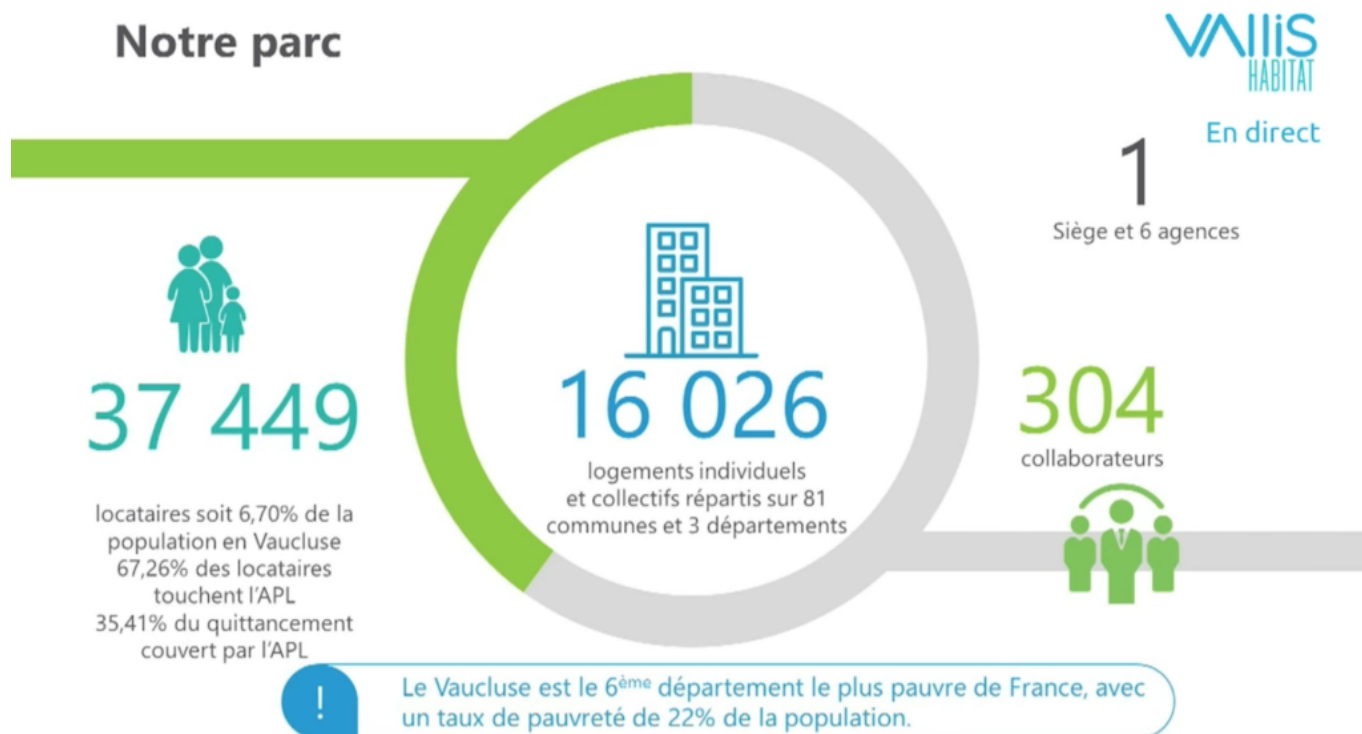 Notre parc
VALLiS
HABITAT
En direct
1
Siège et 6 agences
37 449
locataires soit 6,70% de la
population en Vaucluse
67,26% des locataires
touchent l'APL
35,41% du quittancement
couvert par l'APL
16 026
logements individuels
et collectifs répartis sur 81
communes et 3 départements
304
collaborateurs
!
Le Vaucluse est le 6ème département le plus pauvre de France, avec
un taux de pauvreté de 22% de la population.